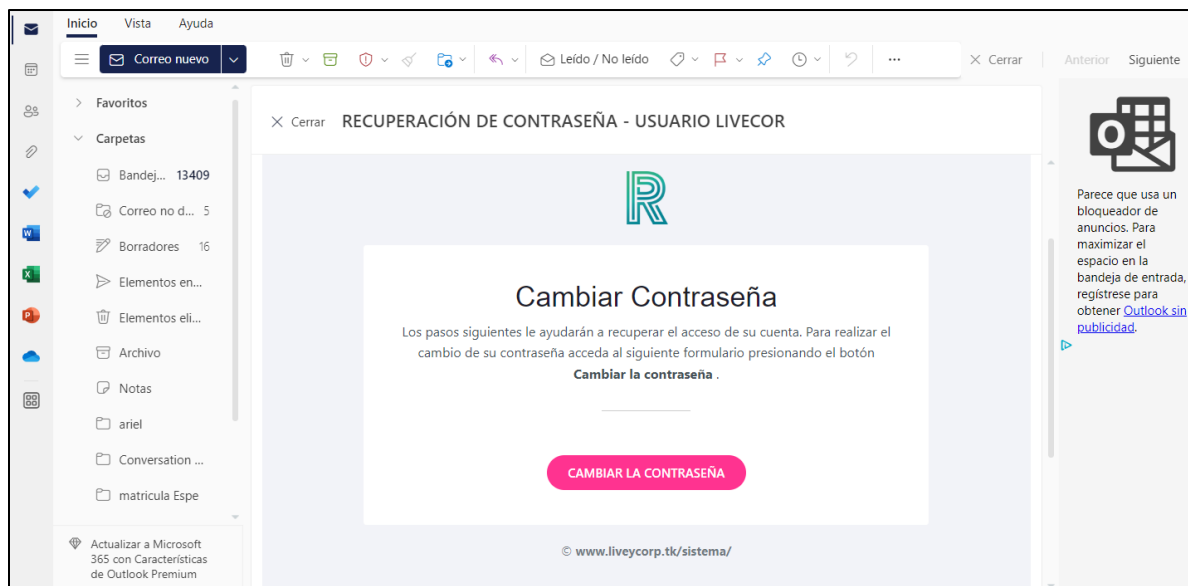 Inicio Vista Ayuda
Correo nuevo
Leído / No leído
Cerrar
Anterior Siguiente
Favoritos
Carpetas
Bandej... 13409
Correo no d... 5
Borradores 16
Elementos en...
Elementos eli...
Archivo
Notas
ariel
Conversation ...
matricula Espe
Actualizar a Microsoft
365 con Características
de Outlook Premium
Cerrar RECUPERACIÓN DE CONTRASEÑA - USUARIO LIVECOR
R
Cambiar Contraseña
Los pasos siguientes le ayudarán a recuperar el acceso de su cuenta. Para realizar el
cambio de su contraseña acceda al siguiente formulario presionando el botón
Cambiar la contraseña .
CAMBIAR LA CONTRASEÑA
© www.liveycorp.tk/sistema/
Parece que usa un
bloqueador de
anuncios. Para
maximizar el
espacio en la
bandeja de entrada,
regístrese para
obtener Outlook sin
publicidad.